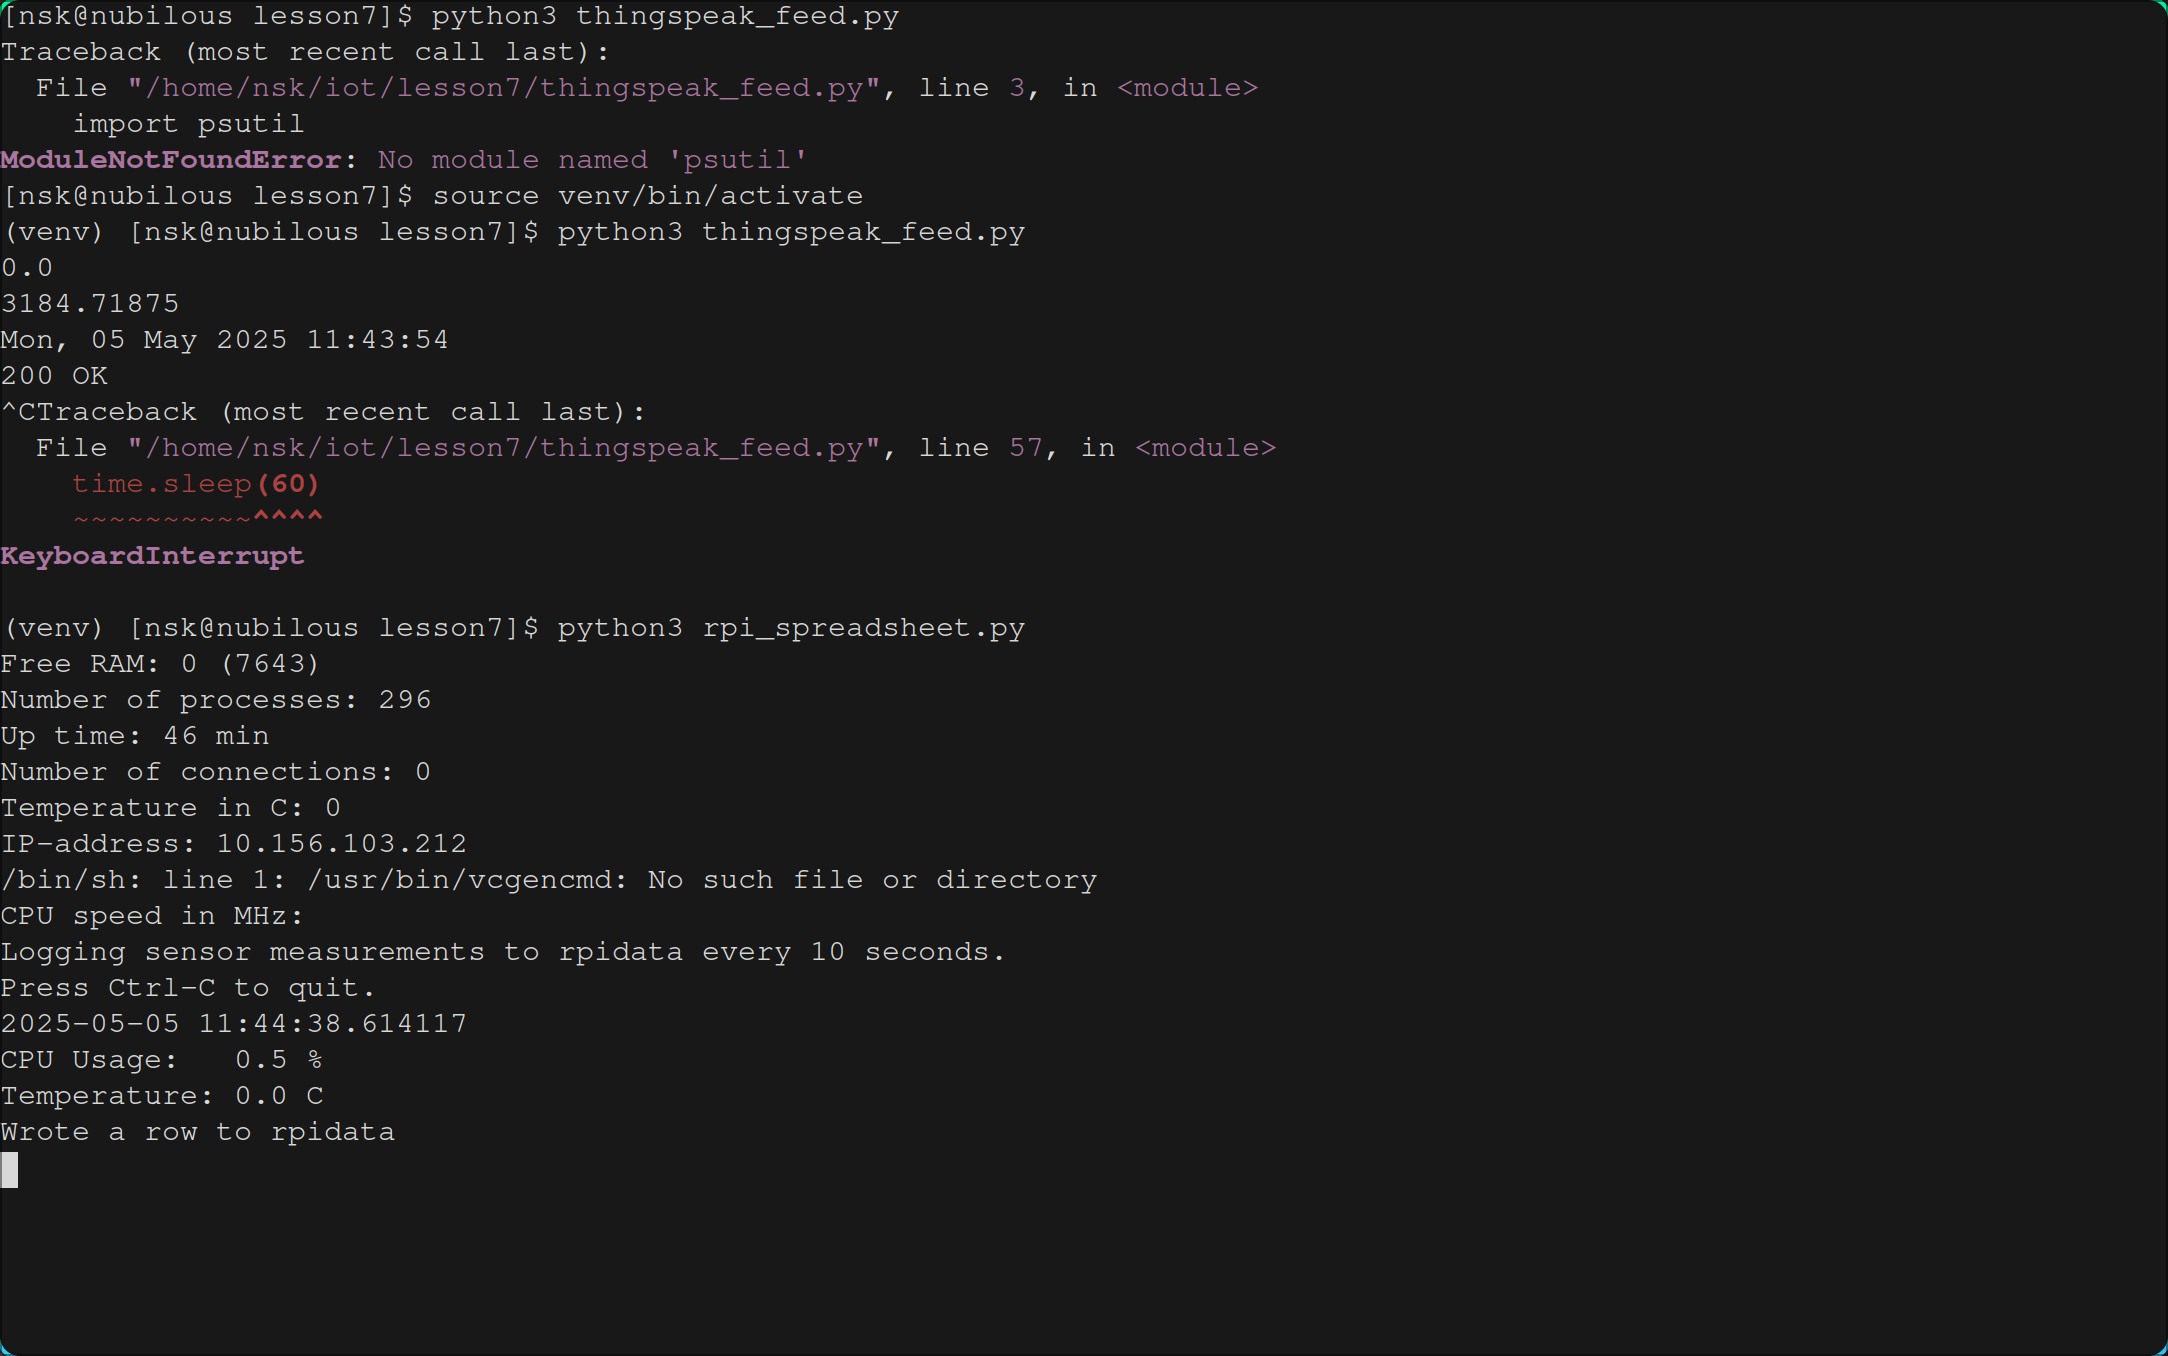 [nsk@nubilous lesson7]$ python3 thingspeak_feed.py
Traceback (most recent call last):
  File "/home/nsk/iot/lesson7/thingspeak_feed.py", line 3, in <module>
    import psutil
ModuleNotFoundError: No module named 'psutil'
[nsk@nubilous lesson7]$ source venv/bin/activate
(venv) [nsk@nubilous lesson7]$ python3 thingspeak_feed.py
0.0
3184.71875
Mon, 05 May 2025 11:43:54
200 OK
^CTraceback (most recent call last):
  File "/home/nsk/iot/lesson7/thingspeak_feed.py", line 57, in <module>
    time.sleep(60)
    ~~~~~~~~~~^^^^
KeyboardInterrupt

(venv) [nsk@nubilous lesson7]$ python3 rpi_spreadsheet.py
Free RAM: 0 (7643)
Number of processes: 296
Up time: 46 min
Number of connections: 0
Temperature in C: 0
IP-address: 10.156.103.212
/bin/sh: line 1: /usr/bin/vcgencmd: No such file or directory
CPU speed in MHz:
Logging sensor measurements to rpidata every 10 seconds.
Press Ctrl-C to quit.
2025-05-05 11:44:38.614117
CPU Usage:   0.5 %
Temperature: 0.0 C
Wrote a row to rpidata